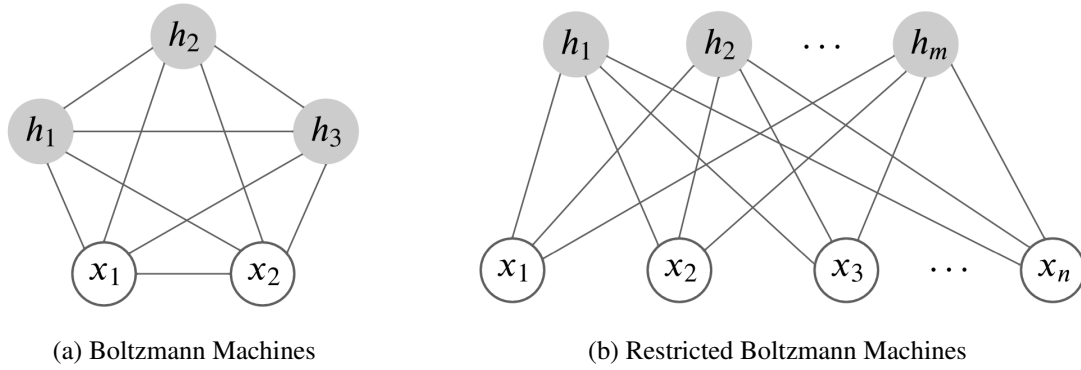 h₂
h₁ h₃
x₁ x₂
(a) Boltzmann Machines
h₁ h₂ ⋯ hₘ
x₁ x₂ x₃ ⋯ xₙ
(b) Restricted Boltzmann Machines